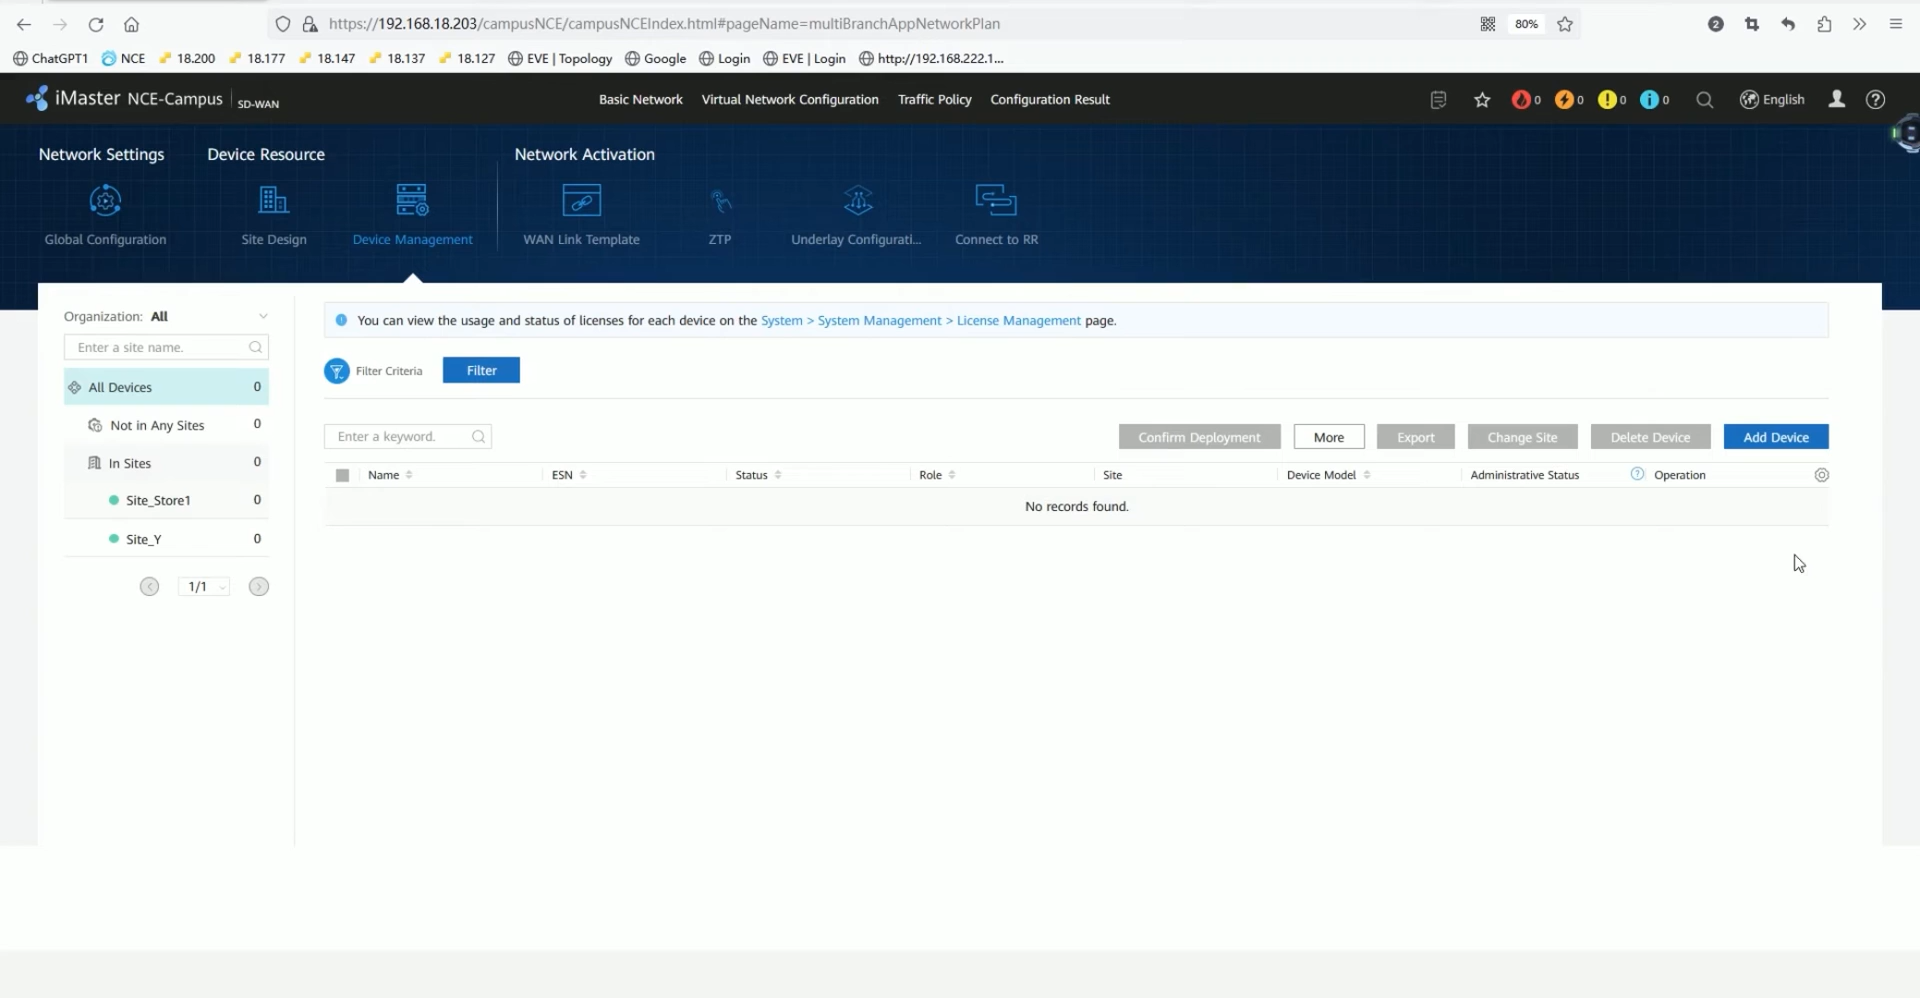 https://192.168.18.203/campusNCE/campusNCEIndex.html#pageName=multiBranchAppNetworkPlan 80% 2
ChatGPT1 NCE 18.200 18.177 18.147 18.137 18.127 EVE | Topology Google Login EVE | Login http://192.168.222.1...
iMaster NCE-Campus SD-WAN Basic Network Virtual Network Configuration Traffic Policy Configuration Result 0 0 0 0 English
Network Settings Device Resource Network Activation
Global Configuration Site Design Device Management WAN Link Template ZTP Underlay Configurati... Connect to RR
Organization: All
You can view the usage and status of licenses for each device on the System > System Management > License Management page.
Enter a site name.
Filter Criteria Filter
All Devices 0
Not in Any Sites 0
Enter a keyword. Confirm Deployment More Export Change Site Delete Device Add Device
In Sites 0
Name ESN Status Role Site Device Model Administrative Status Operation
Site_Store1 0
No records found.
Site_Y 0
1/1